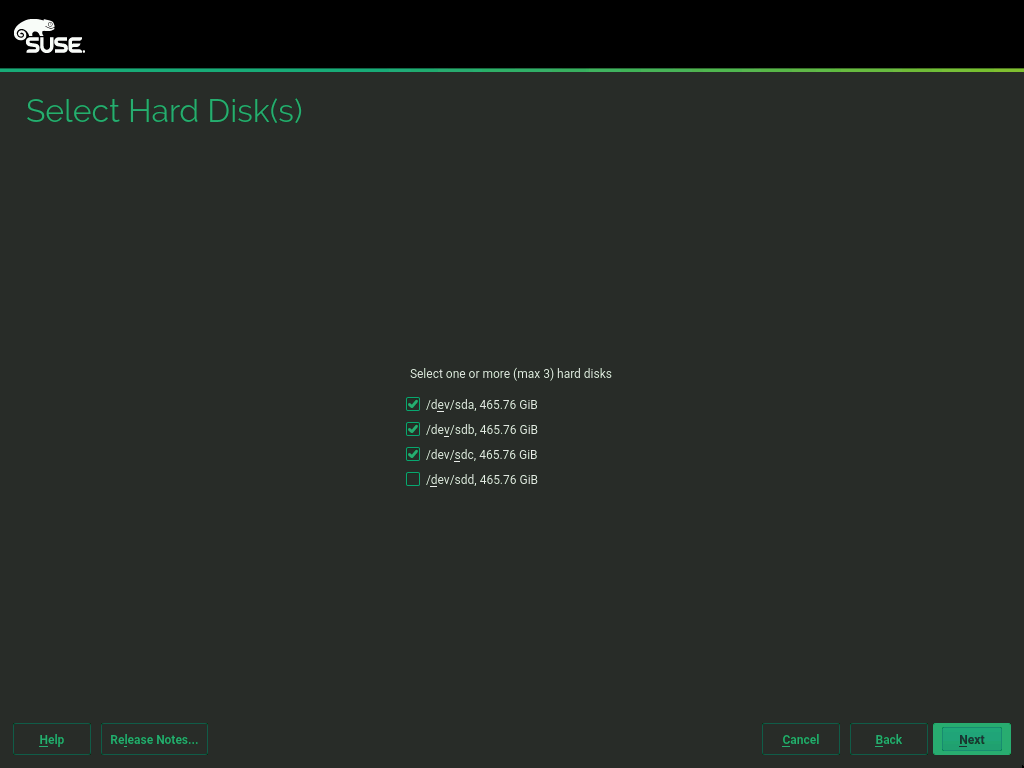 SUSE.
Select Hard Disk(s)
Select one or more (max 3) hard disks
/dev/sda, 465.76 GiB
/dev/sdb, 465.76 GiB
/dev/sdc, 465.76 GiB
/dev/sdd, 465.76 GiB
Help Release Notes... Cancel Back Next